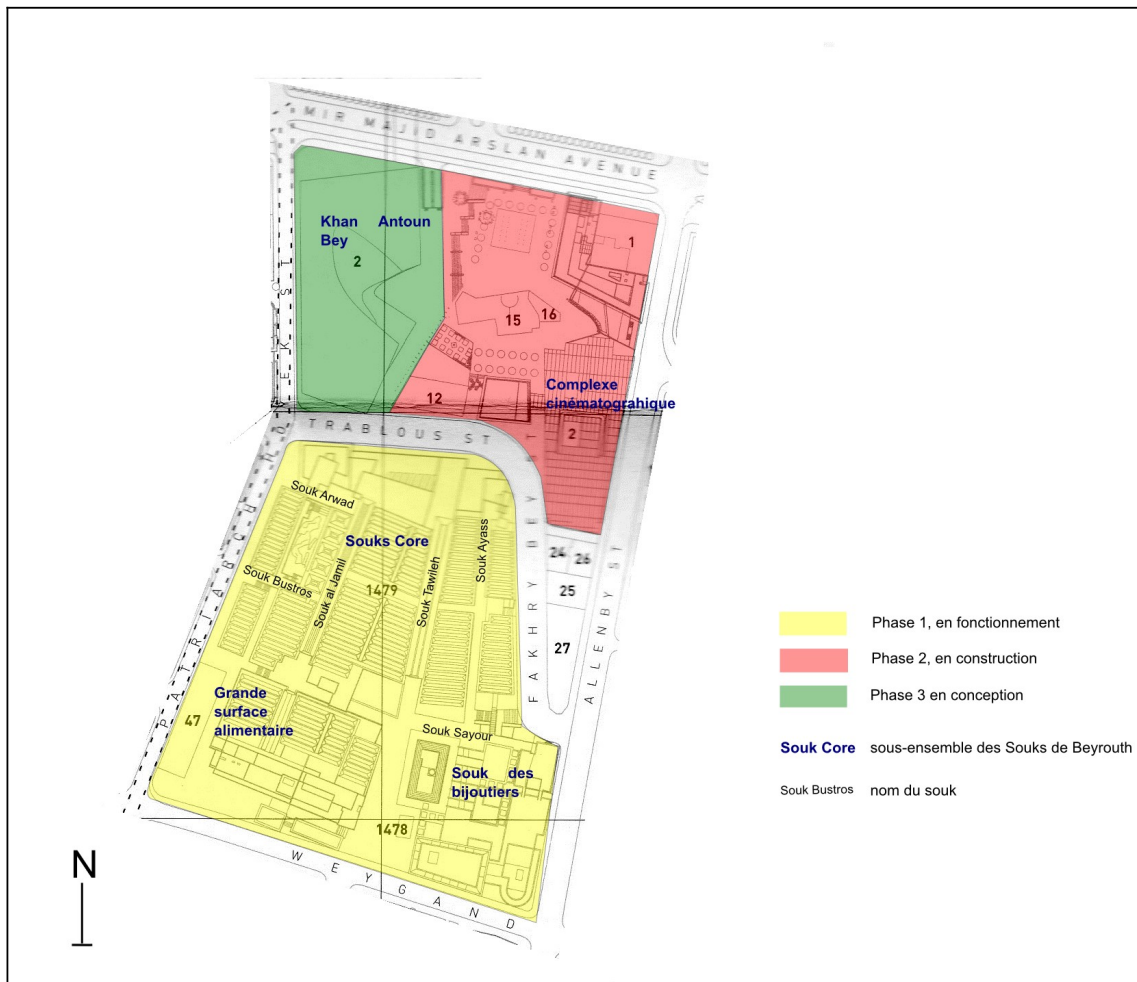 MIR MAJID ARSLAN AVENUE
Khan Antoun
Bey
2
1
15
16
12
Complexe
cinématograhique
2
TRABLOUS ST
Souk Arwad
Souks Core
1479
Souk Ayass
Souk Tawileh
Souk al Jamil
Souk Bustros
FAKHRY BEY ST
24
26
25
27
ALLENBY ST
Grande
surface
alimentaire
47
Souk Sayour
Souk des
bijoutiers
1478
WEYGAND
N
Phase 1, en fonctionnement
Phase 2, en construction
Phase 3 en conception
Souk Core sous-ensemble des Souks de Beyrouth
Souk Bustros nom du souk